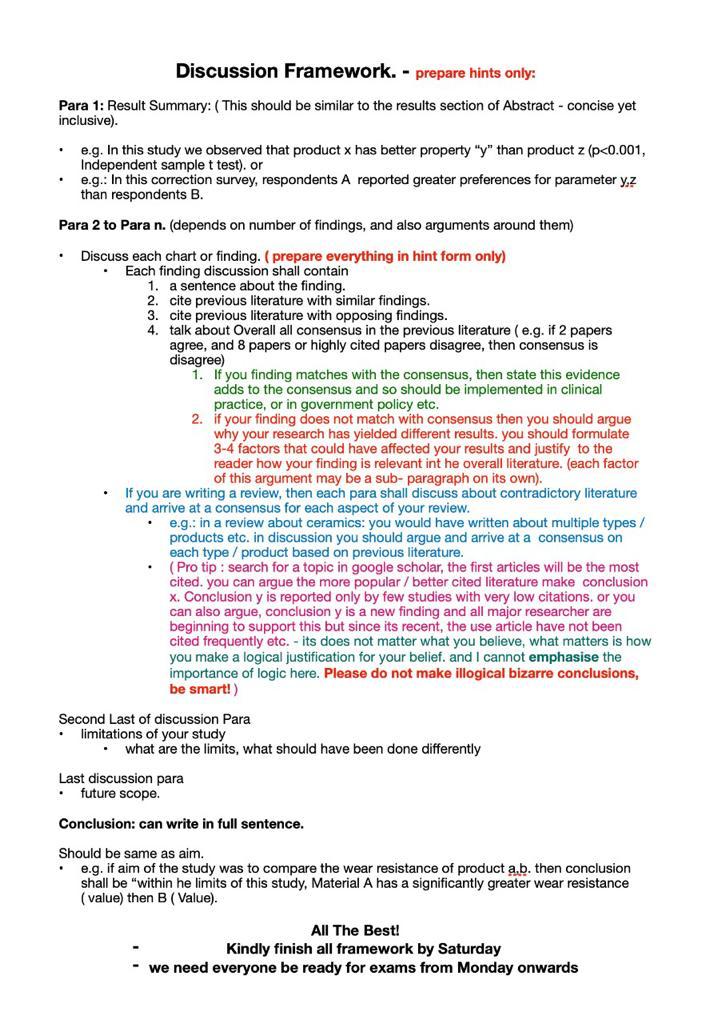 Discussion Framework. - prepare hints only:
Para 1: Result Summary: ( This should be similar to the results section of Abstract - concise yet
inclusive).
• e.g. In this study we observed that product x has better property “y” than product z (p<0.001,
Independent sample t test). or
• e.g.: In this correction survey, respondents A reported greater preferences for parameter y,z
than respondents B.
Para 2 to Para n. (depends on number of findings, and also arguments around them)
• Discuss each chart or finding. ( prepare everything in hint form only)
• Each finding discussion shall contain
1. a sentence about the finding.
2. cite previous literature with similar findings.
3. cite previous literature with opposing findings.
4. talk about Overall all consensus in the previous literature ( e.g. if 2 papers
agree, and 8 papers or highly cited papers disagree, then consensus is
disagree)
1. If you finding matches with the consensus, then state this evidence
adds to the consensus and so should be implemented in clinical
practice, or in government policy etc.
2. if your finding does not match with consensus then you should argue
why your research has yielded different results. you should formulate
3-4 factors that could have affected your results and justify to the
reader how your finding is relevant int he overall literature. (each factor
of this argument may be a sub- paragraph on its own).
• If you are writing a review, then each para shall discuss about contradictory literature
and arrive at a consensus for each aspect of your review.
• e.g.: in a review about ceramics: you would have written about multiple types /
products etc. in discussion you should argue and arrive at a consensus on
each type / product based on previous literature.
• ( Pro tip : search for a topic in google scholar, the first articles will be the most
cited. you can argue the more popular / better cited literature make conclusion
x. Conclusion y is reported only by few studies with very low citations. or you
can also argue, conclusion y is a new finding and all major researcher are
beginning to support this but since its recent, the use article have not been
cited frequently etc. - its does not matter what you believe, what matters is how
you make a logical justification for your belief. and I cannot emphasise the
importance of logic here. Please do not make illogical bizarre conclusions,
be smart! )
Second Last of discussion Para
• limitations of your study
• what are the limits, what should have been done differently
Last discussion para
• future scope.
Conclusion: can write in full sentence.
Should be same as aim.
• e.g. if aim of the study was to compare the wear resistance of product a,b. then conclusion
shall be “within he limits of this study, Material A has a significantly greater wear resistance
( value) then B ( Value).
All The Best!
- Kindly finish all framework by Saturday
- we need everyone be ready for exams from Monday onwards